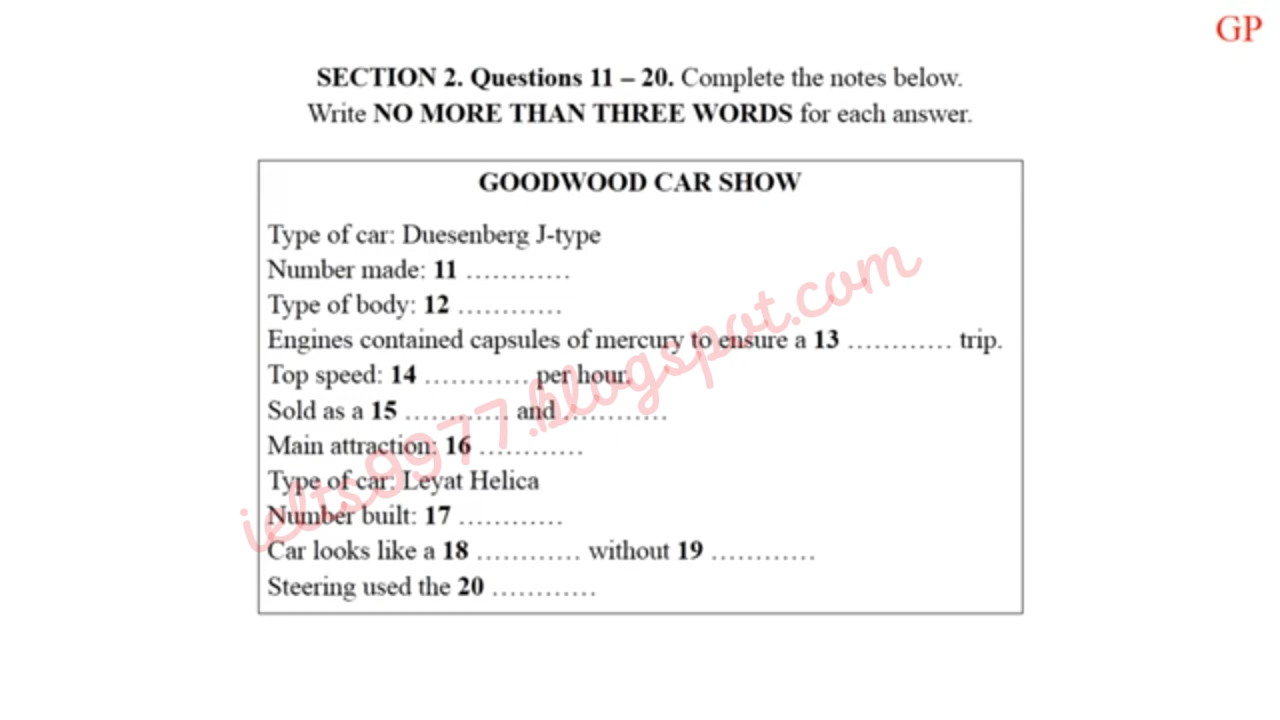 GP
SECTION 2. Questions 11 – 20. Complete the notes below.
Write NO MORE THAN THREE WORDS for each answer.
GOODWOOD CAR SHOW
Type of car: Duesenberg J-type
Number made: 11 …………
Type of body: 12 …………
Engines contained capsules of mercury to ensure a 13 ………… trip.
Top speed: 14 ………… per hour.
Sold as a 15 ………… and …………
Main attraction: 16 …………
Type of car: Leyat Helica
Number built: 17 …………
Car looks like a 18 ………… without 19 …………
Steering used the 20 …………
ielts9977.blogspot.com